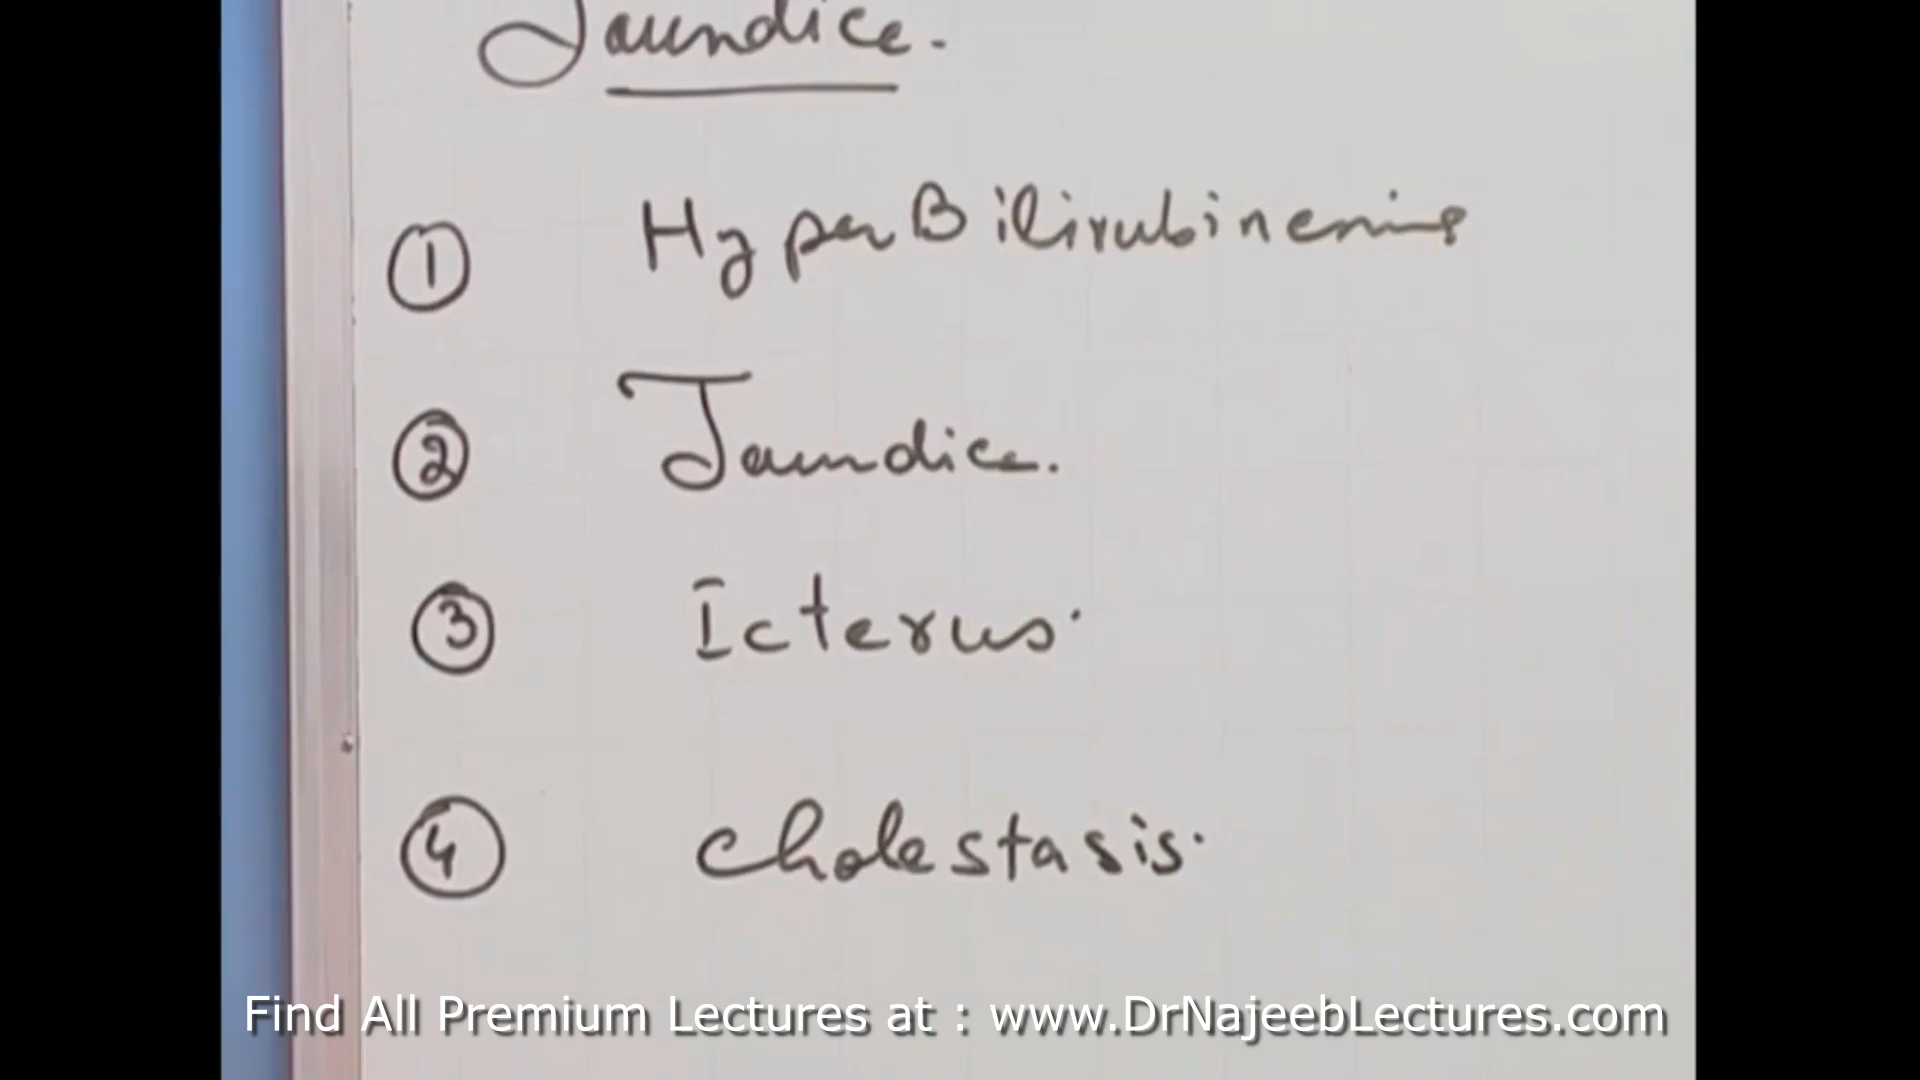 Jaundice.
① HyperBilirubinemia
② Jaundice.
③ Icterus.
④ cholestasis.
Find All Premium Lectures at : www.DrNajeebLectures.com